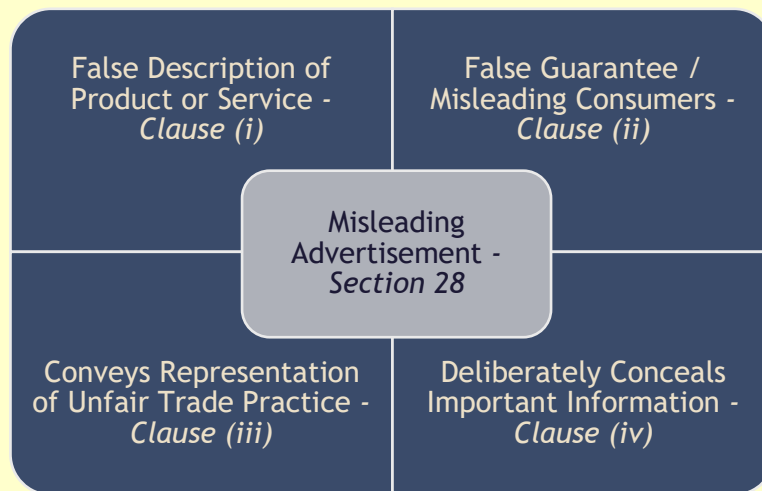 False Description of
Product or Service -
Clause (i)
False Guarantee /
Misleading Consumers -
Clause (ii)
Misleading
Advertisement -
Section 28
Conveys Representation
of Unfair Trade Practice -
Clause (iii)
Deliberately Conceals
Important Information -
Clause (iv)